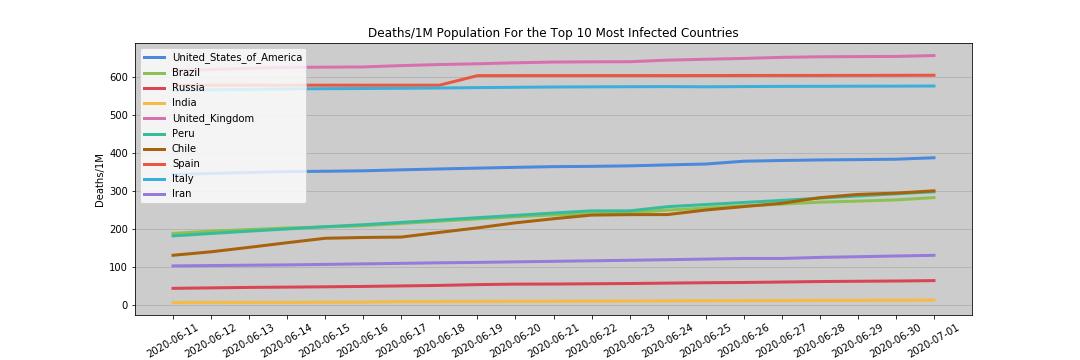 Deaths/1M Population For the Top 10 Most Infected Countries
Deaths/1M
600
500
400
300
200
100
0
United_States_of_America
Brazil
Russia
India
United_Kingdom
Peru
Chile
Spain
Italy
Iran
2020-06-11
2020-06-12
2020-06-13
2020-06-14
2020-06-15
2020-06-16
2020-06-17
2020-06-18
2020-06-19
2020-06-20
2020-06-21
2020-06-22
2020-06-23
2020-06-24
2020-06-25
2020-06-26
2020-06-27
2020-06-28
2020-06-29
2020-06-30
2020-07-01